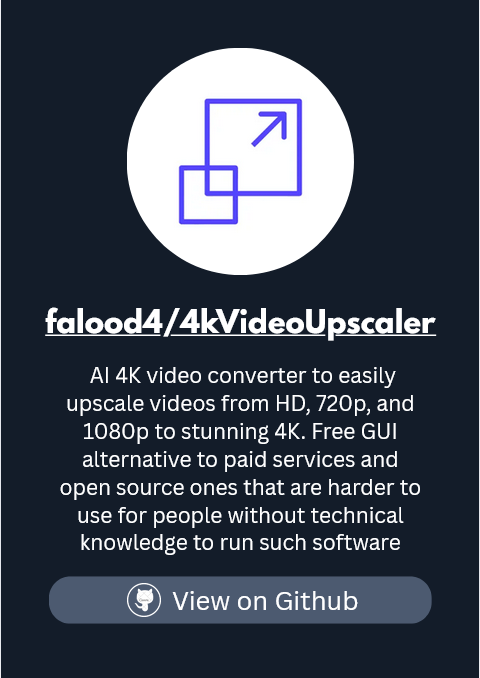 falood4/4kVideoUpscaler
AI 4K video converter to easily
upscale videos from HD, 720p, and
1080p to stunning 4K. Free GUI
alternative to paid services and
open source ones that are harder to
use for people without technical
knowledge to run such software
View on Github